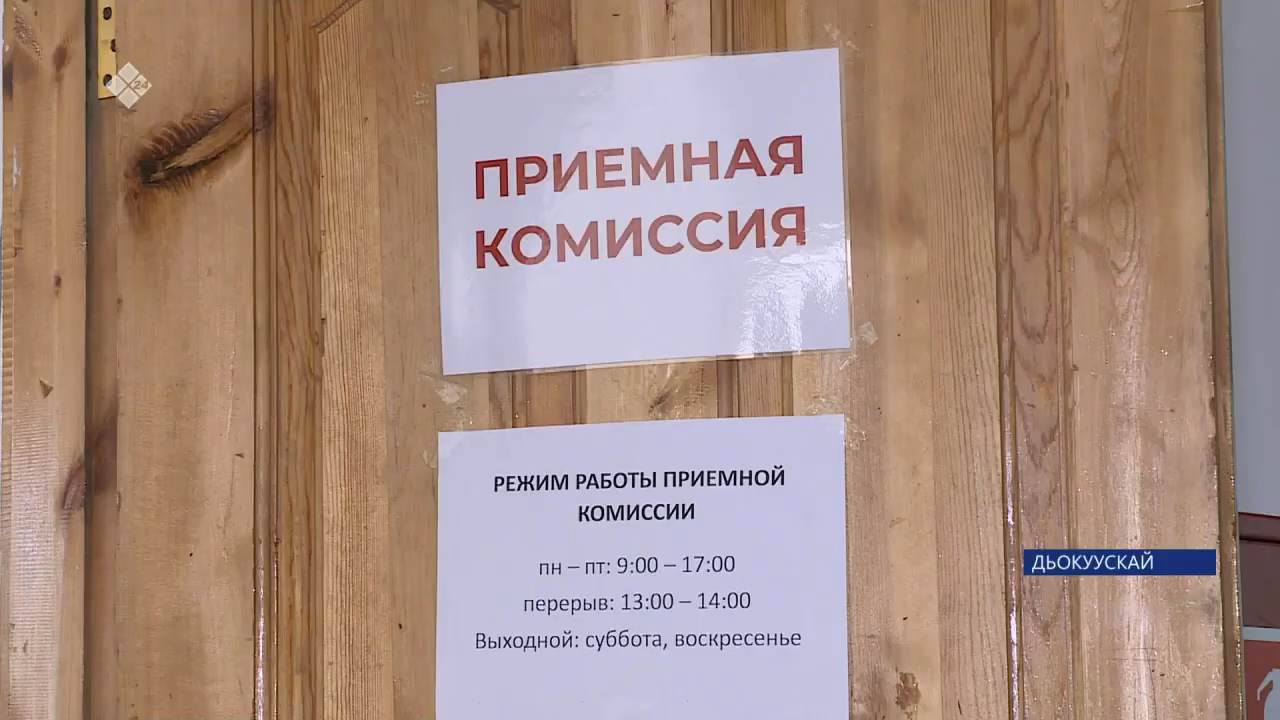 24
ПРИЕМНАЯ
КОМИССИЯ
РЕЖИМ РАБОТЫ ПРИЕМНОЙ
КОМИССИИ
пн – пт: 9:00 – 17:00
перерыв: 13:00 – 14:00
Выходной: суббота, воскресенье
ДЬОКУУСКАЙ